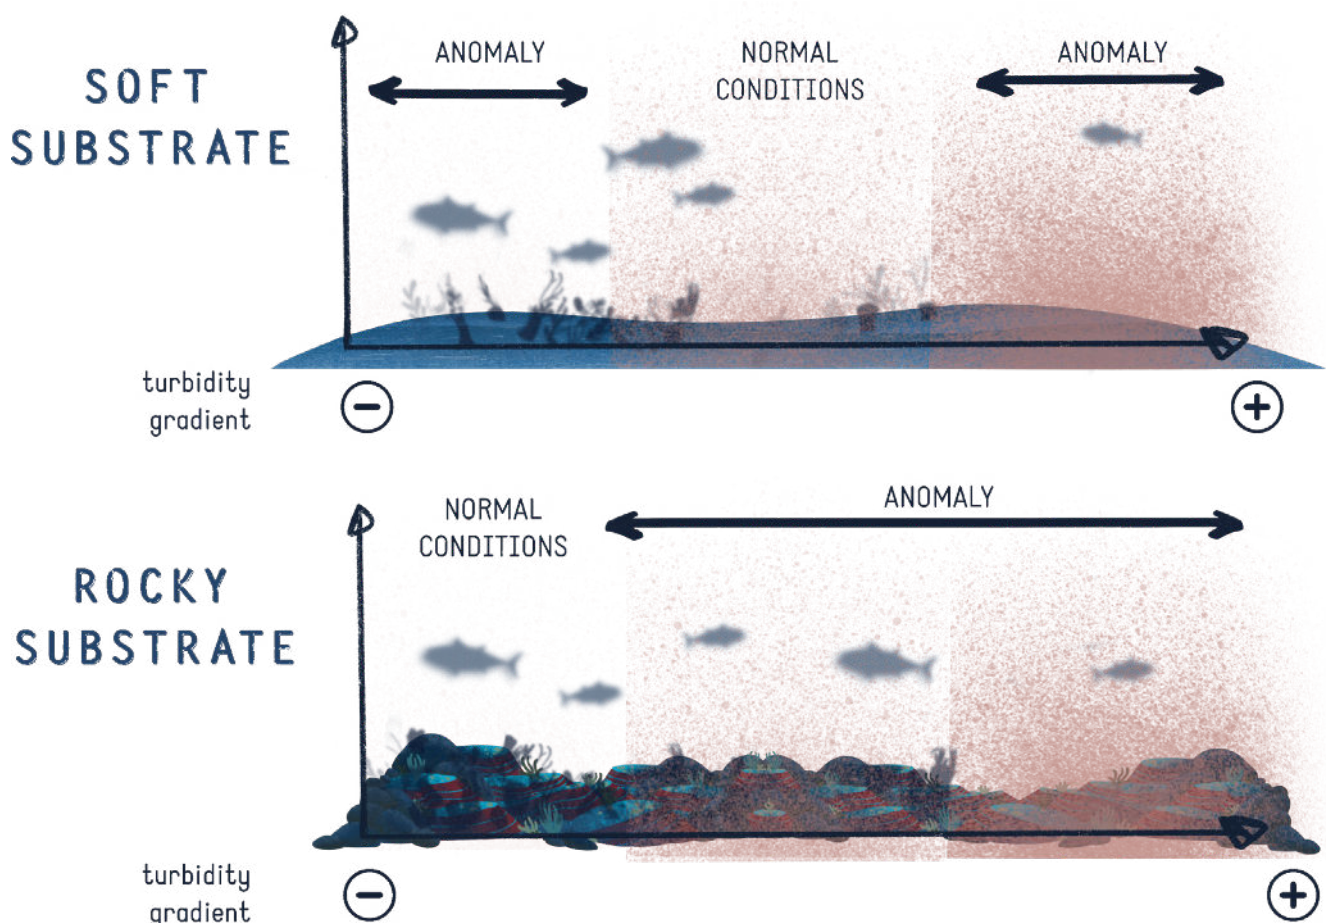 SOFT
SUBSTRATE
ANOMALY
NORMAL
CONDITIONS
ANOMALY
turbidity
gradient
−
+
ROCKY
SUBSTRATE
NORMAL
CONDITIONS
ANOMALY
turbidity
gradient
−
+